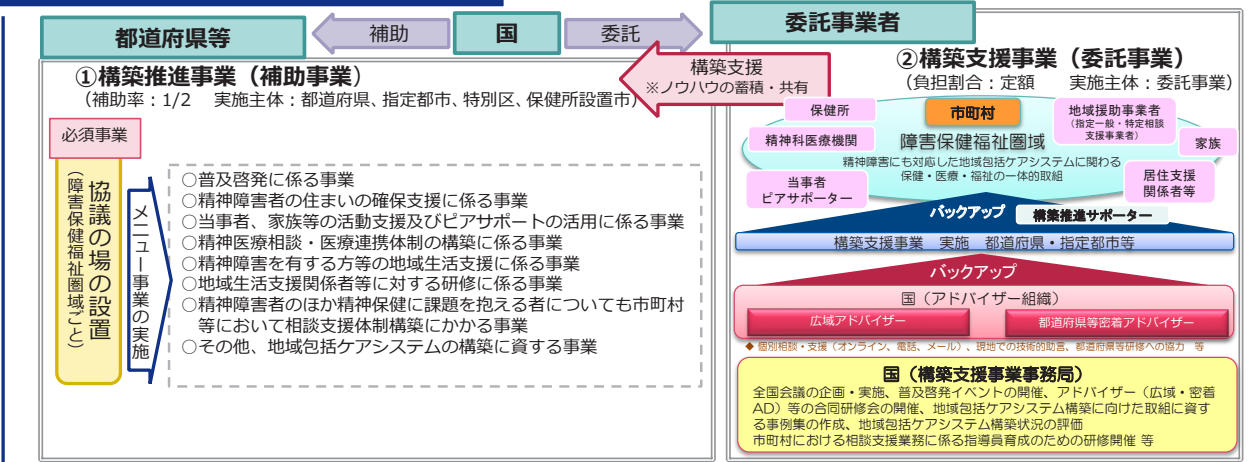 都道府県等
補助
国
委託
委託事業者
①構築推進事業（補助事業）
（補助率：1/2　実施主体：都道府県、指定都市、特別区、保健所設置市）
必須事業
協議の場の設置
（障害保健福祉圏域ごと）
メニュー事業の実施
○普及啓発に係る事業
○精神障害者の住まいの確保支援に係る事業
○当事者、家族等の活動支援及びピアサポートの活用に係る事業
○精神医療相談・医療連携体制の構築に係る事業
○精神障害を有する方等の地域生活支援に係る事業
○地域生活支援関係者等に対する研修に係る事業
○精神障害者のほか精神保健に課題を抱える者についても市町村
等において相談支援体制構築にかかる事業
○その他、地域包括ケアシステムの構築に資する事業
構築支援
※ノウハウの蓄積・共有
②構築支援事業（委託事業）
（負担割合：定額　実施主体：委託事業）
保健所
市町村
地域援助事業者
（指定一般・特定相談
支援事業者）
精神科医療機関
障害保健福祉圏域
家族
精神障害にも対応した地域包括ケアシステムに関わる
保健・医療・福祉の一体的取組
当事者
ピアサポーター
居住支援
関係者等
バックアップ
構築推進サポーター
構築支援事業　実施　都道府県・指定都市等
バックアップ
国（アドバイザー組織）
広域アドバイザー
都道府県等密着アドバイザー
◆ 個別相談・支援（オンライン、電話、メール）、現地での技術的助言、都道府県等研修への協力　等
国（構築支援事業事務局）
全国会議の企画・実施、普及啓発イベントの開催、アドバイザー（広域・密着
AD）等の合同研修会の開催、地域包括ケアシステム構築に向けた取組に資す
る事例集の作成、地域包括ケアシステム構築状況の評価
市町村における相談支援業務に係る指導員育成のための研修開催 等